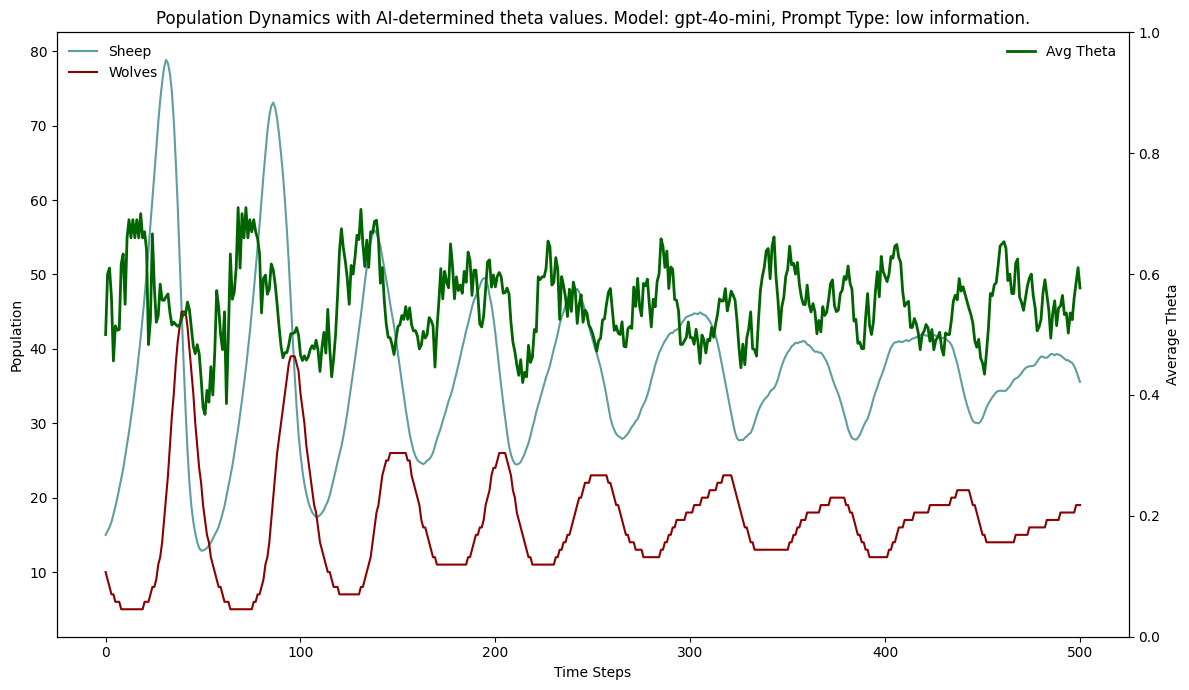 Population Dynamics with AI-determined theta values. Model: gpt-4o-mini, Prompt Type: low information.
Sheep
Wolves
Avg Theta
Population
80
70
60
50
40
30
20
10
1.0
0.8
0.6
0.4
0.2
0.0
Average Theta
0 100 200 300 400 500
Time Steps